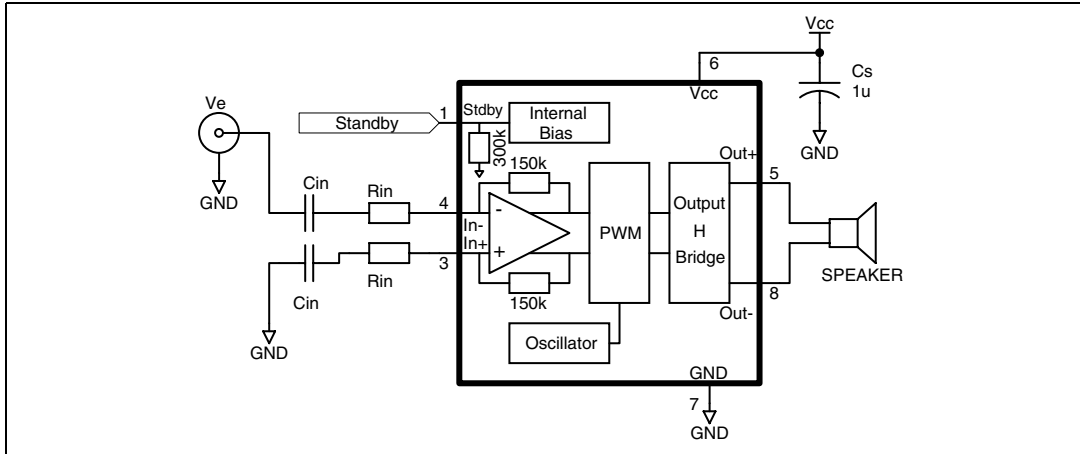 Vcc
6
Cs
1u
Vcc
GND
Ve
Standby
1
Stdby
Internal
Bias
300k
150k
GND
Cin
Rin
4
In-
-
In+
+
3
Cin
Rin
GND
150k
PWM
Oscillator
Output
H
Bridge
Out+
5
SPEAKER
8
Out-
GND
7
GND